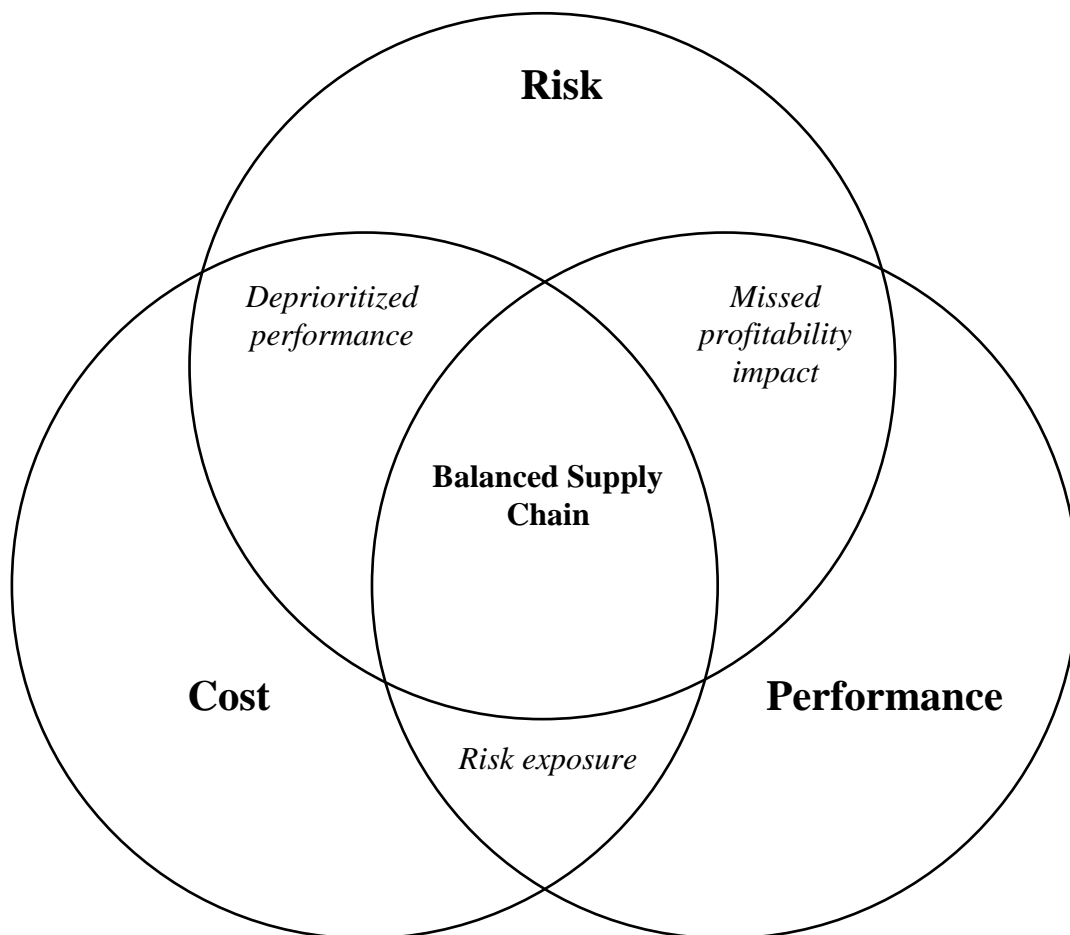 Risk
Deprioritized
performance
Missed
profitability
impact
Balanced Supply
Chain
Cost
Performance
Risk exposure